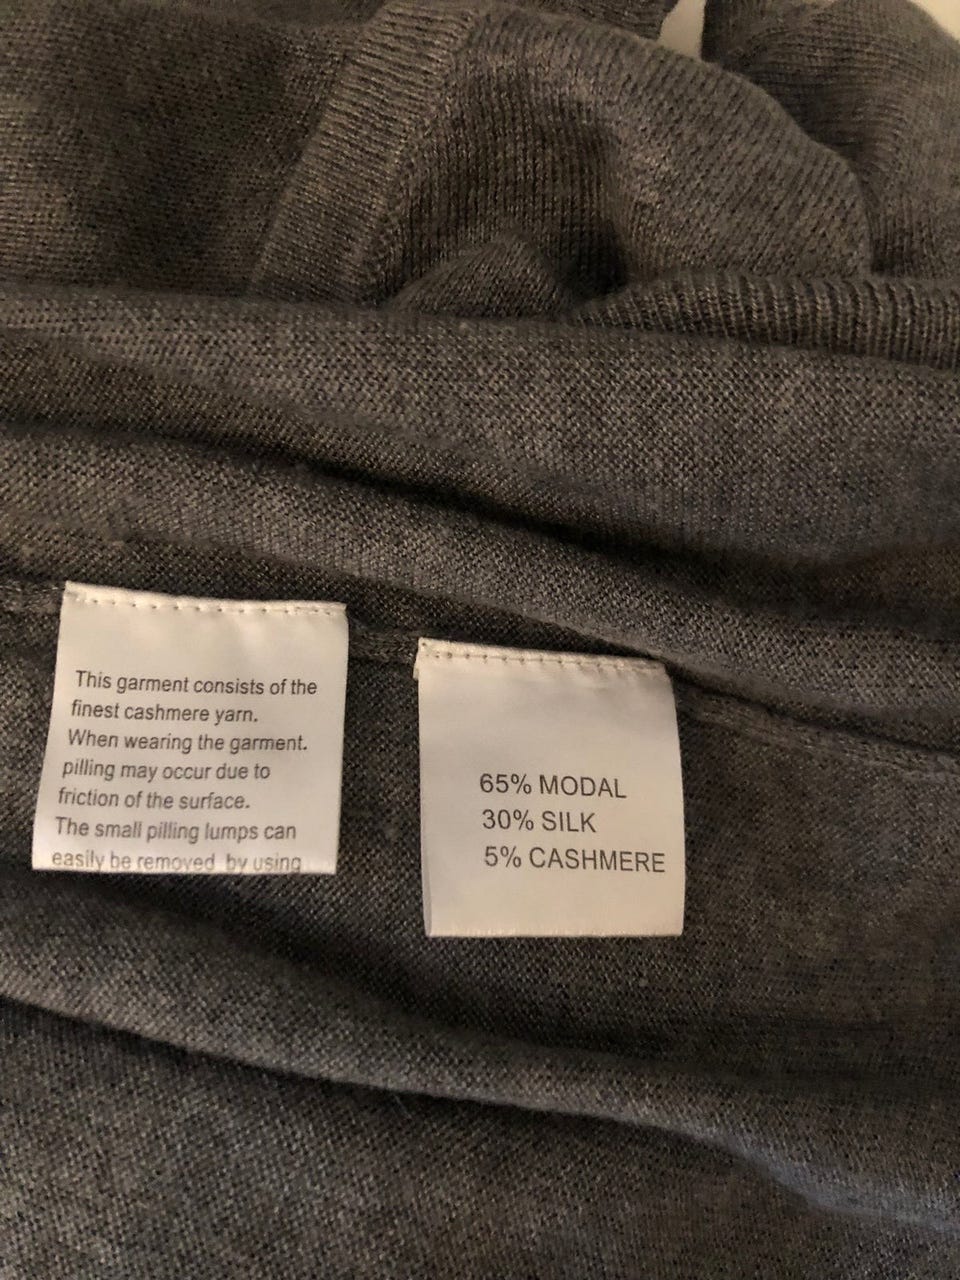 This garment consists of the
finest cashmere yarn.
When wearing the garment.
pilling may occur due to
friction of the surface.
The small pilling lumps can
easily be removed by using
65% MODAL
30% SILK
5% CASHMERE